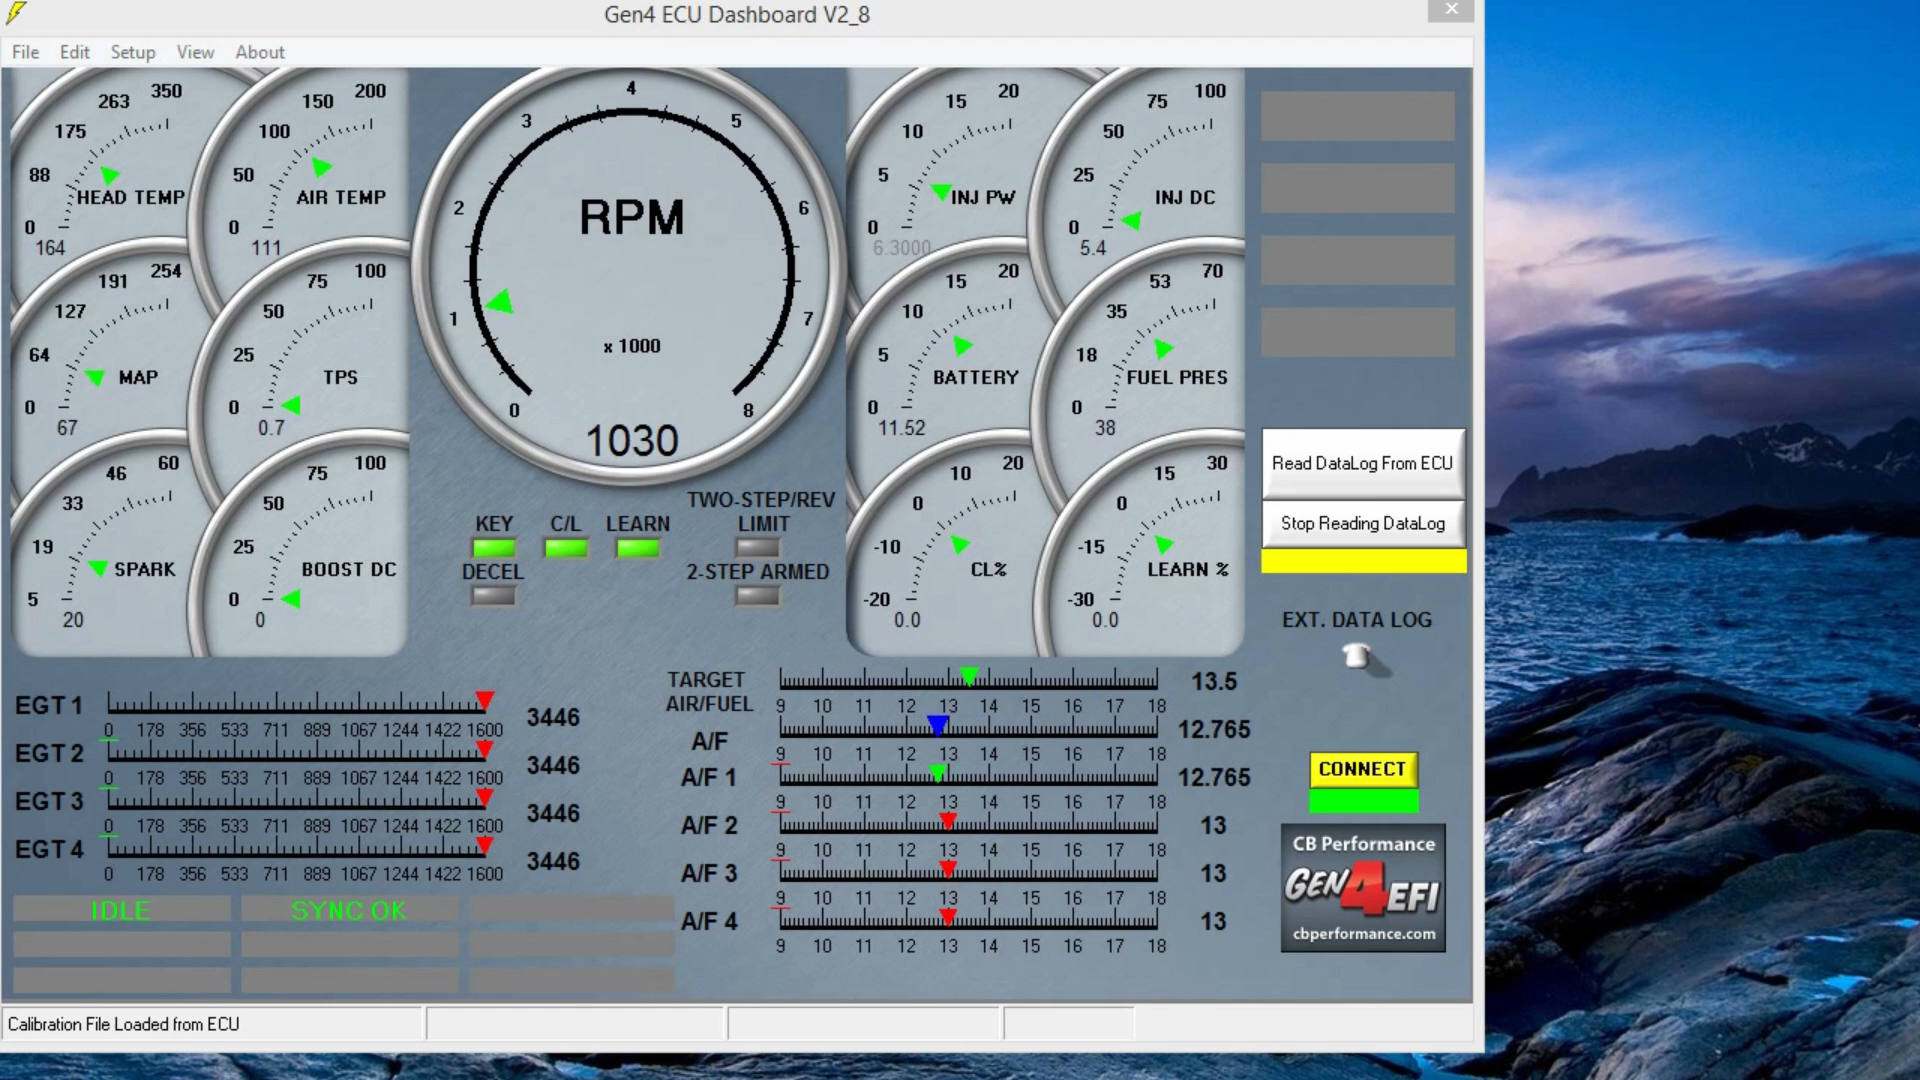 Gen4 ECU Dashboard V2_8
File Edit Setup View About
0 88 175 263 350
HEAD TEMP
164
0 50 100 150 200
AIR TEMP
111
0 64 127 191 254
MAP
67
0 25 50 75 100
TPS
0.7
5 19 33 46 60
SPARK
20
0 25 50 75 100
BOOST DC
0
0 1 2 3 4 5 6 7 8
RPM
x 1000
1030
KEY C/L LEARN
DECEL
TWO-STEP/REV
LIMIT
2-STEP ARMED
0 5 10 15 20
INJ PW
6.3000
0 25 50 75 100
INJ DC
5.4
0 5 10 15 20
BATTERY
11.52
0 18 35 53 70
FUEL PRES
38
-20 -10 0 10 20
CL%
0.0
-30 -15 0 15 30
LEARN %
0.0
Read DataLog From ECU
Stop Reading DataLog
EXT. DATA LOG
CONNECT
CB Performance
GEN4EFI
cbperformance.com
EGT 1 3446
0 178 356 533 711 889 1067 1244 1422 1600
EGT 2 3446
0 178 356 533 711 889 1067 1244 1422 1600
EGT 3 3446
0 178 356 533 711 889 1067 1244 1422 1600
EGT 4 3446
0 178 356 533 711 889 1067 1244 1422 1600
TARGET
AIR/FUEL
13.5
9 10 11 12 13 14 15 16 17 18
A/F 12.765
9 10 11 12 13 14 15 16 17 18
A/F 1 12.765
9 10 11 12 13 14 15 16 17 18
A/F 2 13
9 10 11 12 13 14 15 16 17 18
A/F 3 13
9 10 11 12 13 14 15 16 17 18
A/F 4 13
9 10 11 12 13 14 15 16 17 18
IDLE SYNC OK
Calibration File Loaded from ECU